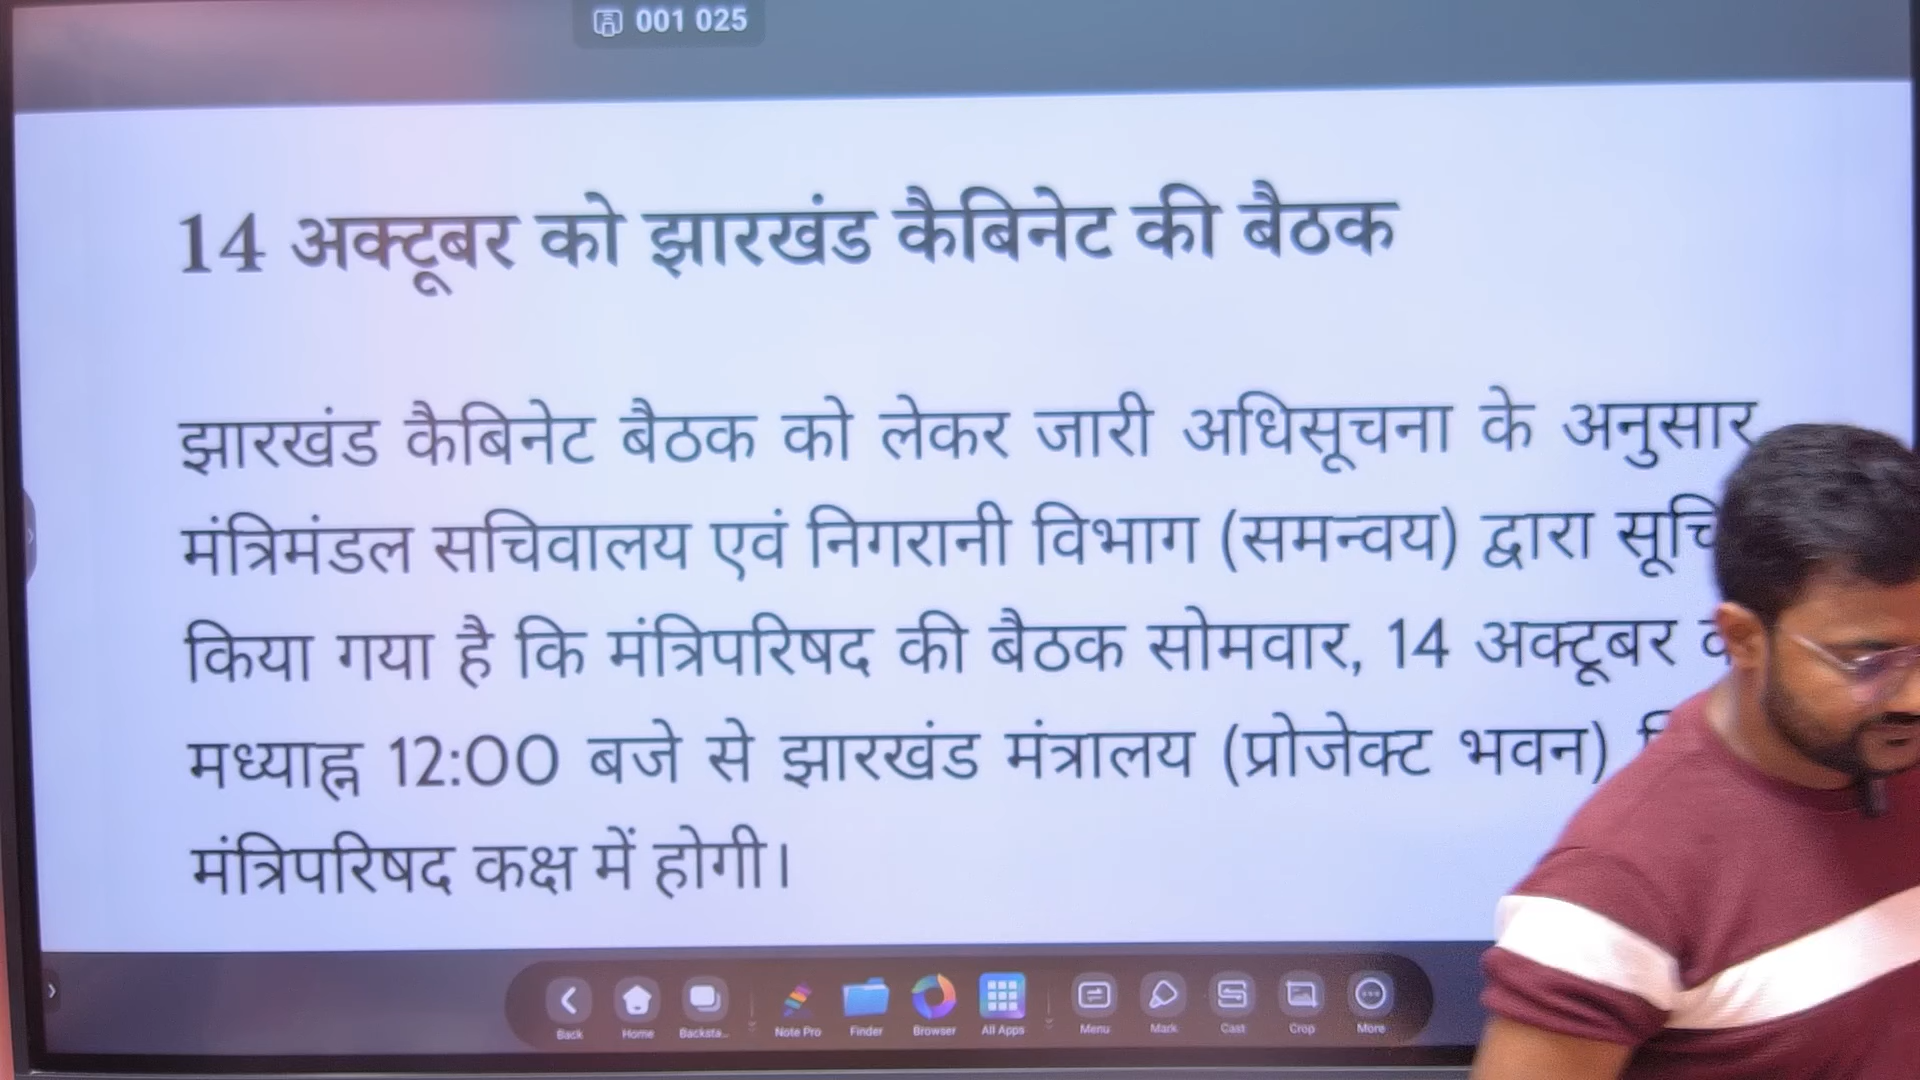 001 025
14 अक्टूबर को झारखंड कैबिनेट की बैठक
झारखंड कैबिनेट बैठक को लेकर जारी अधिसूचना के अनुसार
मंत्रिमंडल सचिवालय एवं निगरानी विभाग (समन्वय) द्वारा
किया गया है कि मंत्रिपरिषद की बैठक सोमवार, 14 अक्टूबर
मध्याह्न 12:00 बजे से झारखंड मंत्रालय (प्रोजेक्ट भवन)
मंत्रिपरिषद कक्ष में होगी।
Back Home Backsta... Note Pro Finder Browser All Apps Menu Mark Cast Crop More